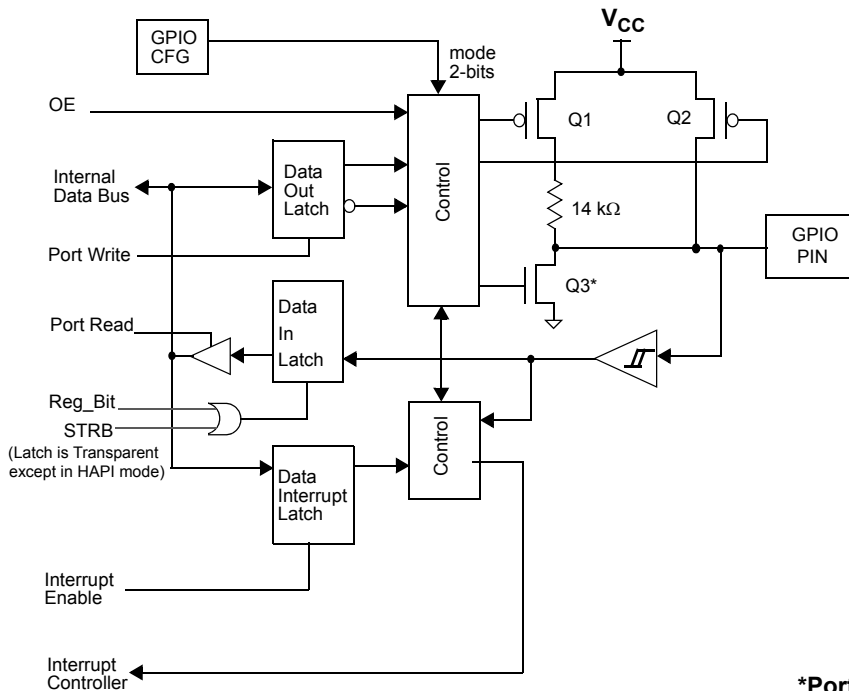 VCC
GPIO
CFG
mode
2-bits
OE
Q1
Q2
Internal
Data Bus
Data
Out
Latch
Control
14 kΩ
GPIO
PIN
Port Write
Q3*
Data
In
Latch
Port Read
Reg_Bit
STRB
(Latch is Transparent
except in HAPI mode)
Control
Data
Interrupt
Latch
Interrupt
Enable
Interrupt
Controller
*Port